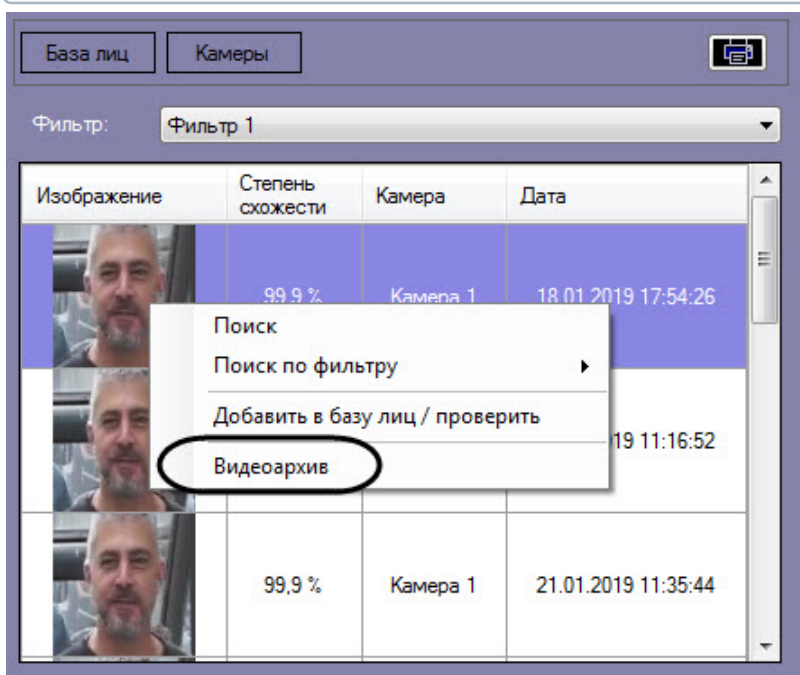 База лиц Камеры
Фильтр: Фильтр 1
Изображение Степень схожести Камера Дата
99,9 % Камера 1 18.01.2019 17:54:26
Поиск
Поиск по фильтру
Добавить в базу лиц / проверить
19 11:16:52
Видеоархив
99,9 % Камера 1 21.01.2019 11:35:44